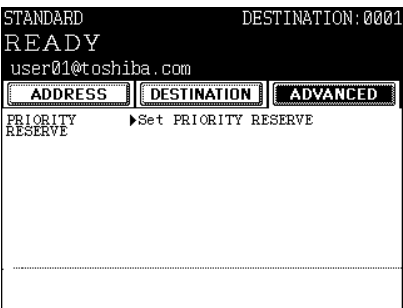 STANDARD DESTINATION:0001
READY
user01@toshiba.com
ADDRESS DESTINATION ADVANCED
PRIORITY RESERVE ▶Set PRIORITY RESERVE